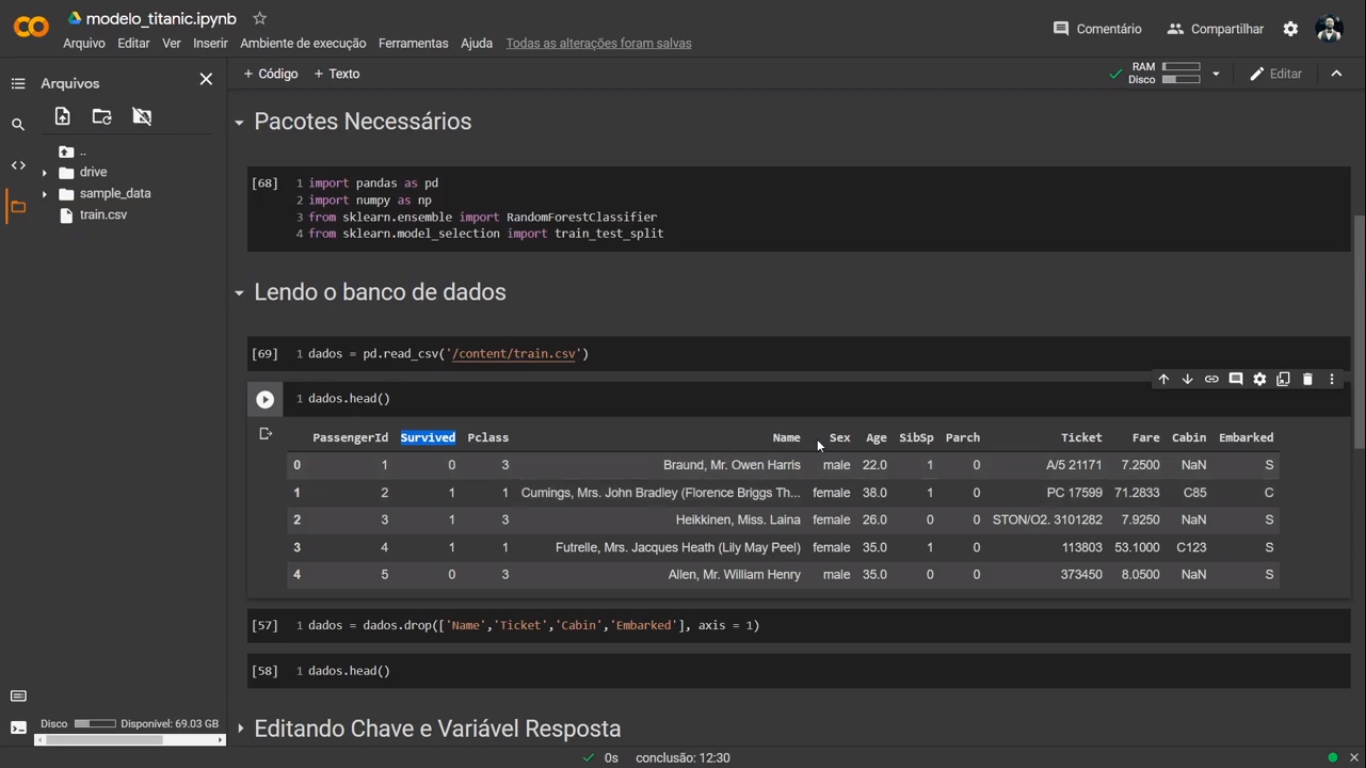 modelo_titanic.ipynb
Arquivo Editar Ver Inserir Ambiente de execução Ferramentas Ajuda Todas as alterações foram salvas
Comentário Compartilhar
Arquivos
+ Código + Texto
RAM
Disco
Editar
..
drive
sample_data
train.csv
Pacotes Necessários
[68] 1 import pandas as pd
2 import numpy as np
3 from sklearn.ensemble import RandomForestClassifier
4 from sklearn.model_selection import train_test_split
Lendo o banco de dados
[69] 1 dados = pd.read_csv('/content/train.csv')
1 dados.head()
PassengerId Survived Pclass Name Sex Age SibSp Parch Ticket Fare Cabin Embarked
0 1 0 3 Braund, Mr. Owen Harris male 22.0 1 0 A/5 21171 7.2500 NaN S
1 2 1 1 Cumings, Mrs. John Bradley (Florence Briggs Th... female 38.0 1 0 PC 17599 71.2833 C85 C
2 3 1 3 Heikkinen, Miss. Laina female 26.0 0 0 STON/O2. 3101282 7.9250 NaN S
3 4 1 1 Futrelle, Mrs. Jacques Heath (Lily May Peel) female 35.0 1 0 113803 53.1000 C123 S
4 5 0 3 Allen, Mr. William Henry male 35.0 0 0 373450 8.0500 NaN S
[57] 1 dados = dados.drop(['Name','Ticket','Cabin','Embarked'], axis = 1)
[58] 1 dados.head()
Editando Chave e Variável Resposta
Disco Disponível: 69.03 GB
0s conclusão: 12:30